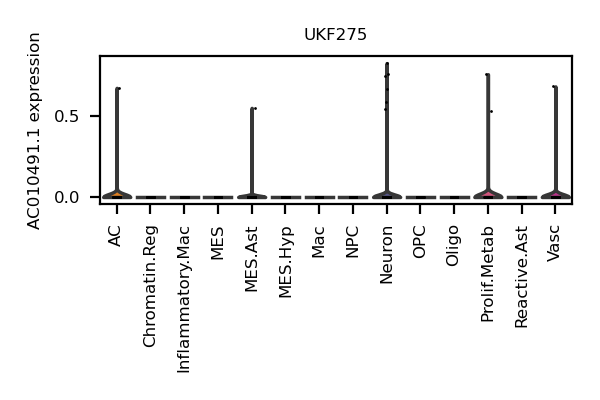 UKF275
AC010491.1 expression
0.5
0.0
AC
Chromatin.Reg
Inflammatory.Mac
MES
MES.Ast
MES.Hyp
Mac
NPC
Neuron
OPC
Oligo
Prolif.Metab
Reactive.Ast
Vasc